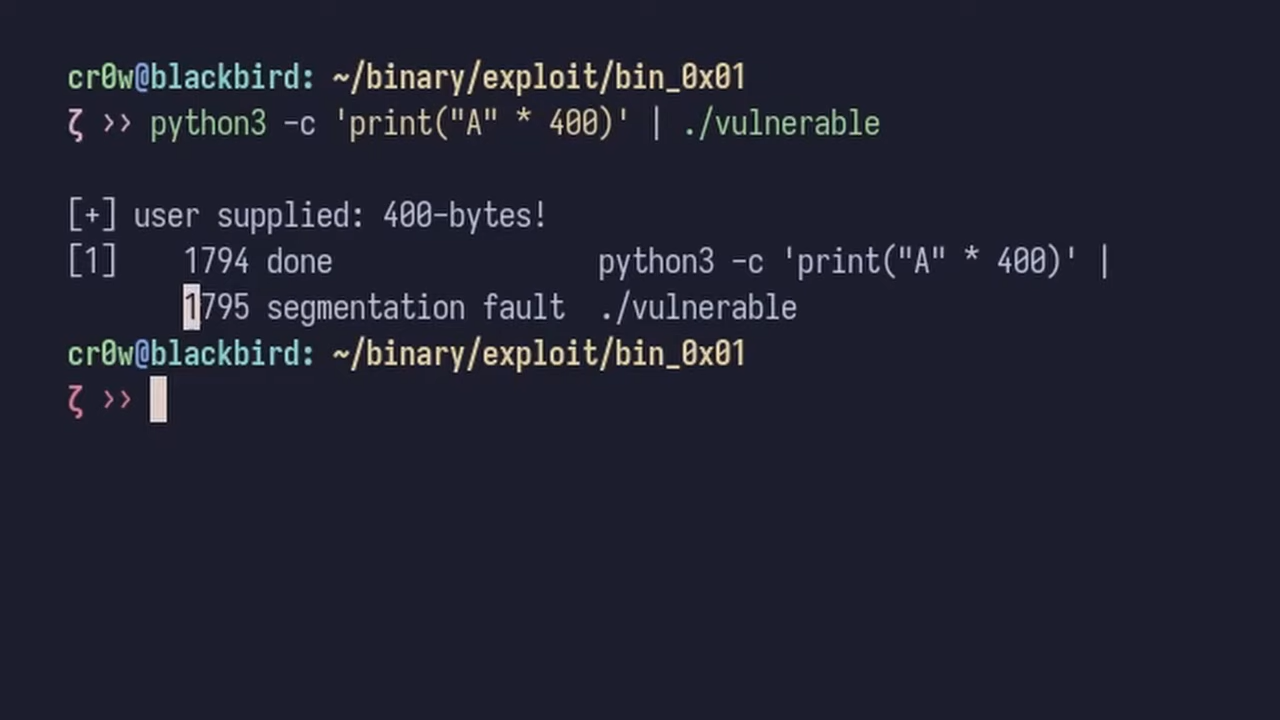 cr0w@blackbird: ~/binary/exploit/bin_0x01
ζ ›› python3 -c 'print("A" * 400)' | ./vulnerable
[+] user supplied: 400-bytes!
[1]    1794 done                python3 -c 'print("A" * 400)' |
       1795 segmentation fault  ./vulnerable
cr0w@blackbird: ~/binary/exploit/bin_0x01
ζ ››